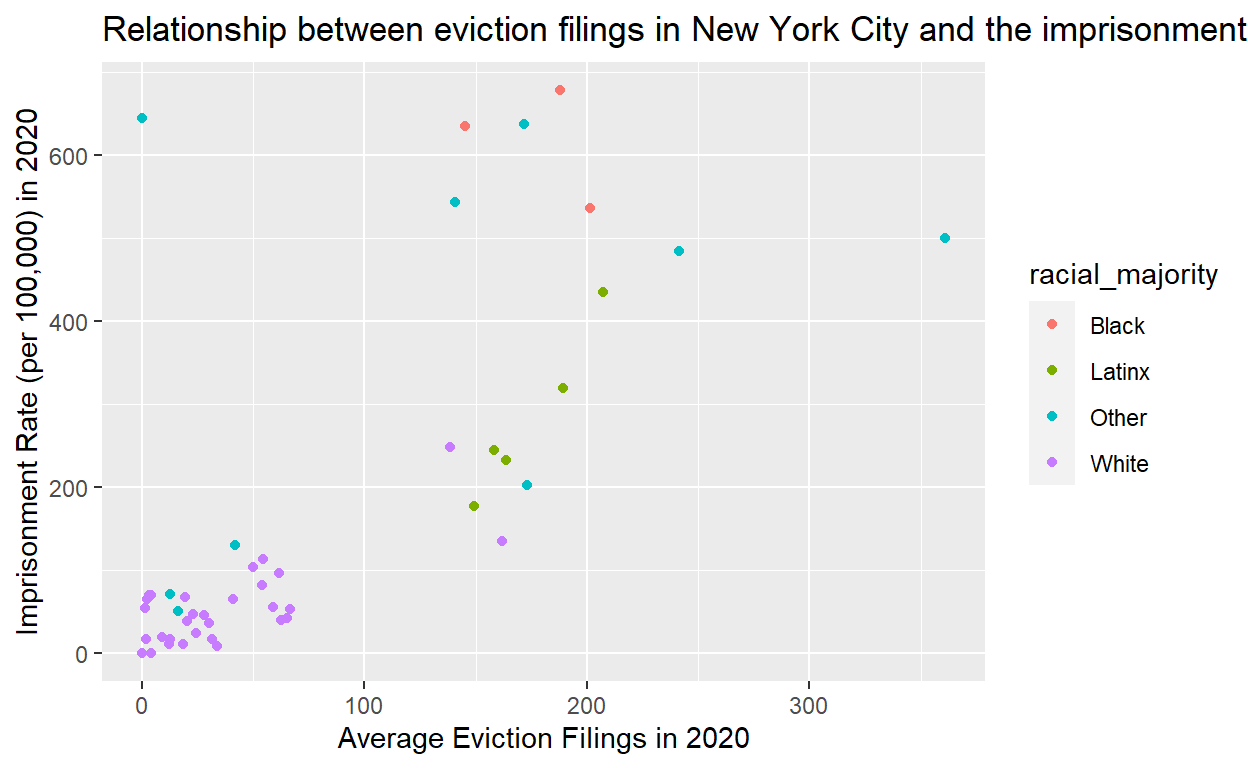 Relationship between eviction filings in New York City and the imprisonment
Imprisonment Rate (per 100,000) in 2020
600
400
200
0
0 100 200 300
Average Eviction Filings in 2020
racial_majority
Black
Latinx
Other
White